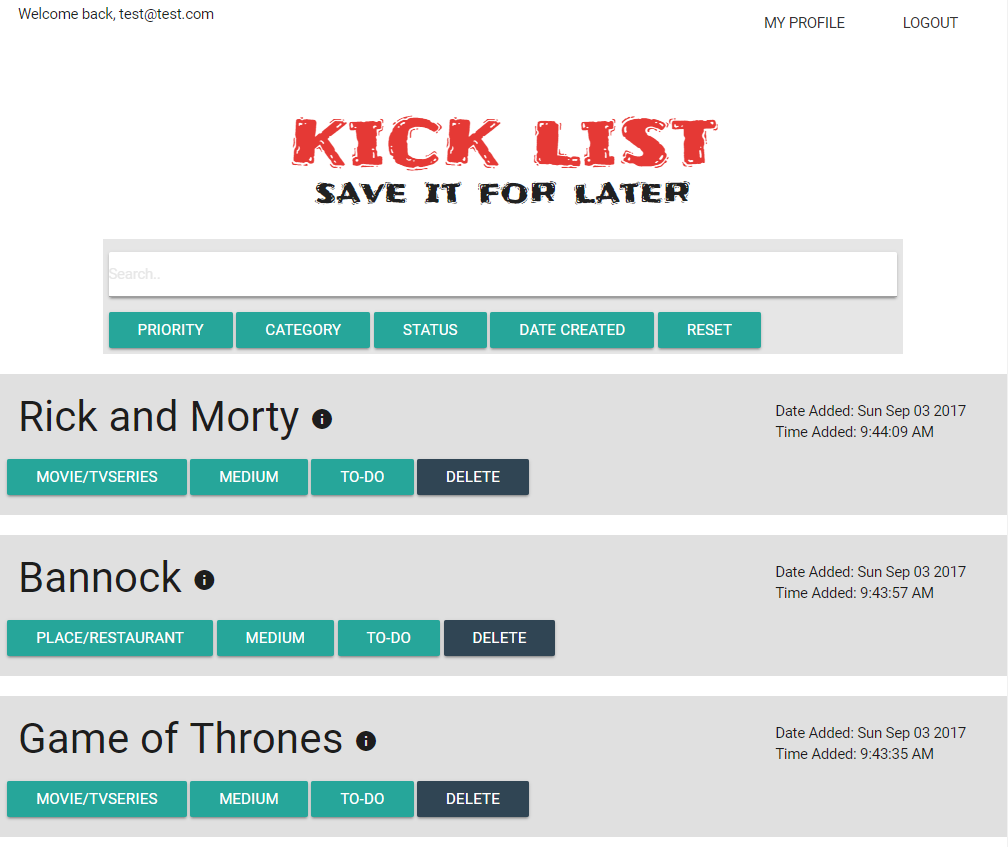 Welcome back, test@test.com
MY PROFILE LOGOUT
KICK LIST
SAVE IT FOR LATER
Search..
PRIORITY CATEGORY STATUS DATE CREATED RESET
Rick and Morty
Date Added: Sun Sep 03 2017
Time Added: 9:44:09 AM
MOVIE/TVSERIES MEDIUM TO-DO DELETE
Bannock
Date Added: Sun Sep 03 2017
Time Added: 9:43:57 AM
PLACE/RESTAURANT MEDIUM TO-DO DELETE
Game of Thrones
Date Added: Sun Sep 03 2017
Time Added: 9:43:35 AM
MOVIE/TVSERIES MEDIUM TO-DO DELETE